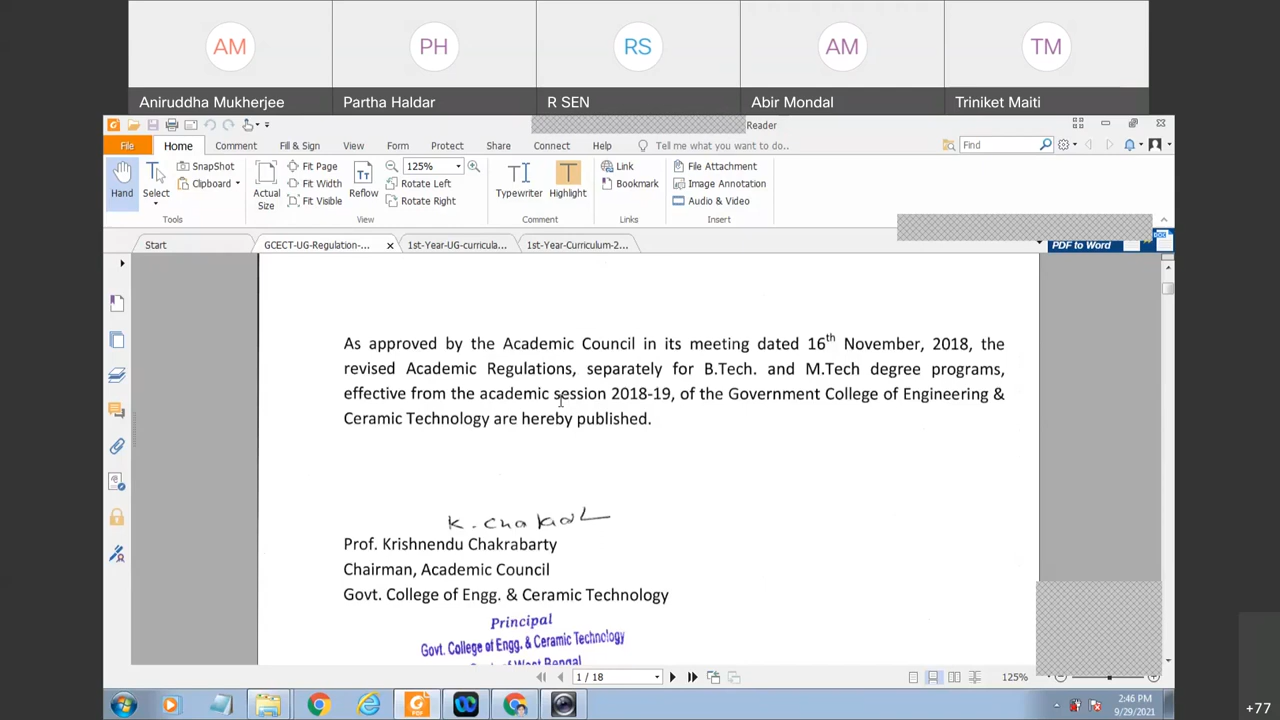 AM PH RS AM TM
Aniruddha Mukherjee Partha Haldar R SEN Abir Mondal Triniket Maiti
Reader
File Home Comment View Form Fill & Sign Protect Share Connect Help Tell me what you want to do.. Find
Hand
Select
SnapShot
Clipboard
Tools
Actual Size
Fit Page
Fit Width
Fit Visible
Reflow
125%
Rotate Left
Rotate Right
View
Typewriter
Highlight
Comment
Link
Bookmark
Links
File Attachment
Image Annotation
Audio & Video
Insert
Start GCECT-UG-Regulation-... 1st-Year-UG-curricula... 1st-Year-Curriculum-2... PDF to Word
As approved by the Academic Council in its meeting dated 16th November, 2018, the
revised Academic Regulations, separately for B.Tech. and M.Tech degree programs,
effective from the academic session 2018-19, of the Government College of Engineering &
Ceramic Technology are hereby published.
Prof. Krishnendu Chakrabarty
Chairman, Academic Council
Govt. College of Engg. & Ceramic Technology
Principal
Govt. College of Engg. & Ceramic Technology
1 / 18 125%
2:46 PM
9/29/2021
+77